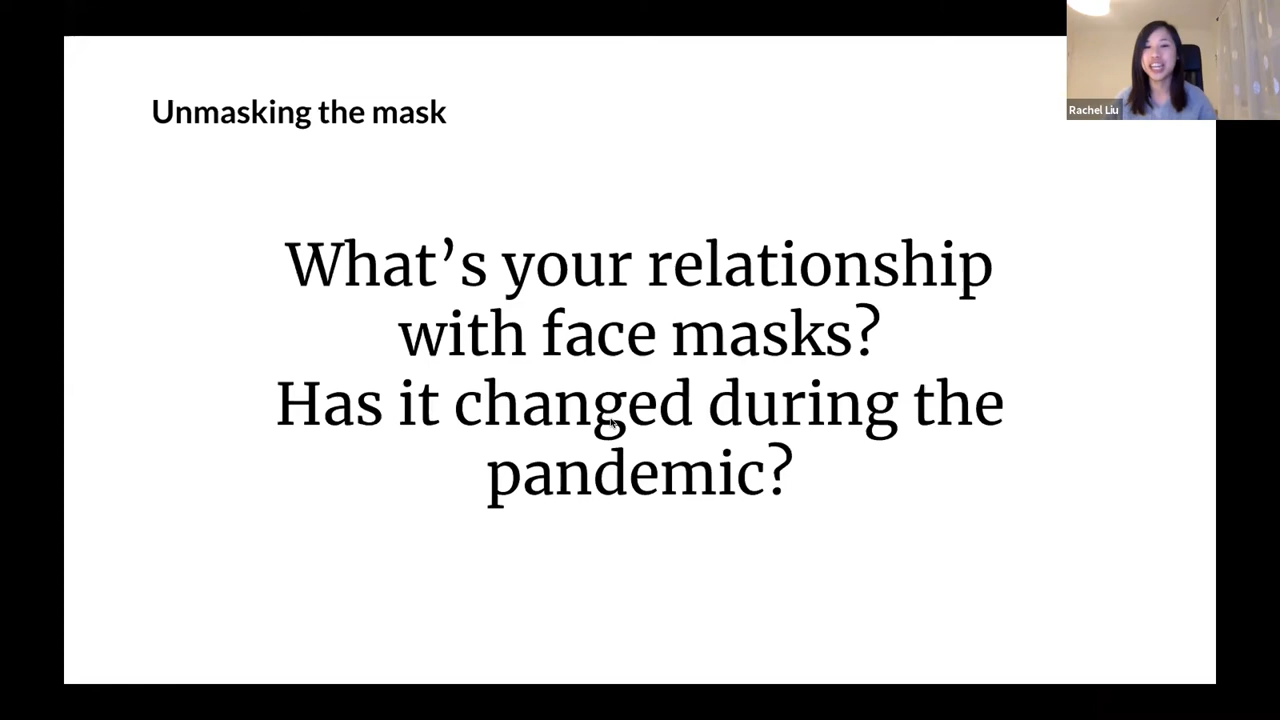 Unmasking the mask
Rachel Liu
What’s your relationship
with face masks?
Has it changed during the
pandemic?